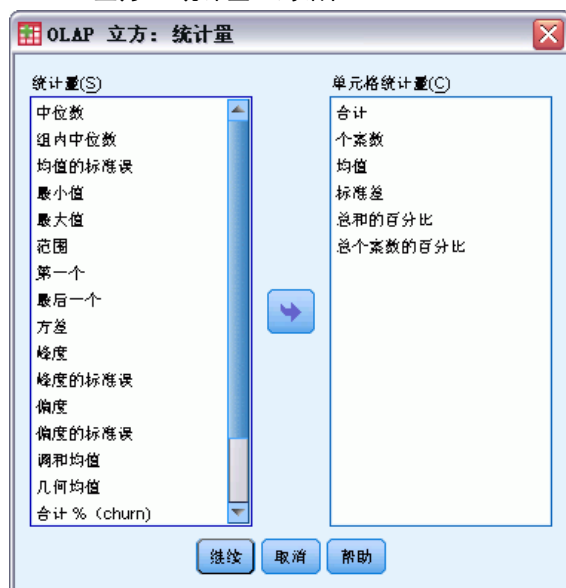 OLAP 立方：统计量
统计量(S)
中位数
组内中位数
均值的标准误
最小值
最大值
范围
第一个
最后一个
方差
峰度
峰度的标准误
偏度
偏度的标准误
调和均值
几何均值
合计 % (churn)
单元格统计量(C)
合计
个案数
均值
标准差
总和的百分比
总个案数的百分比
继续 取消 帮助